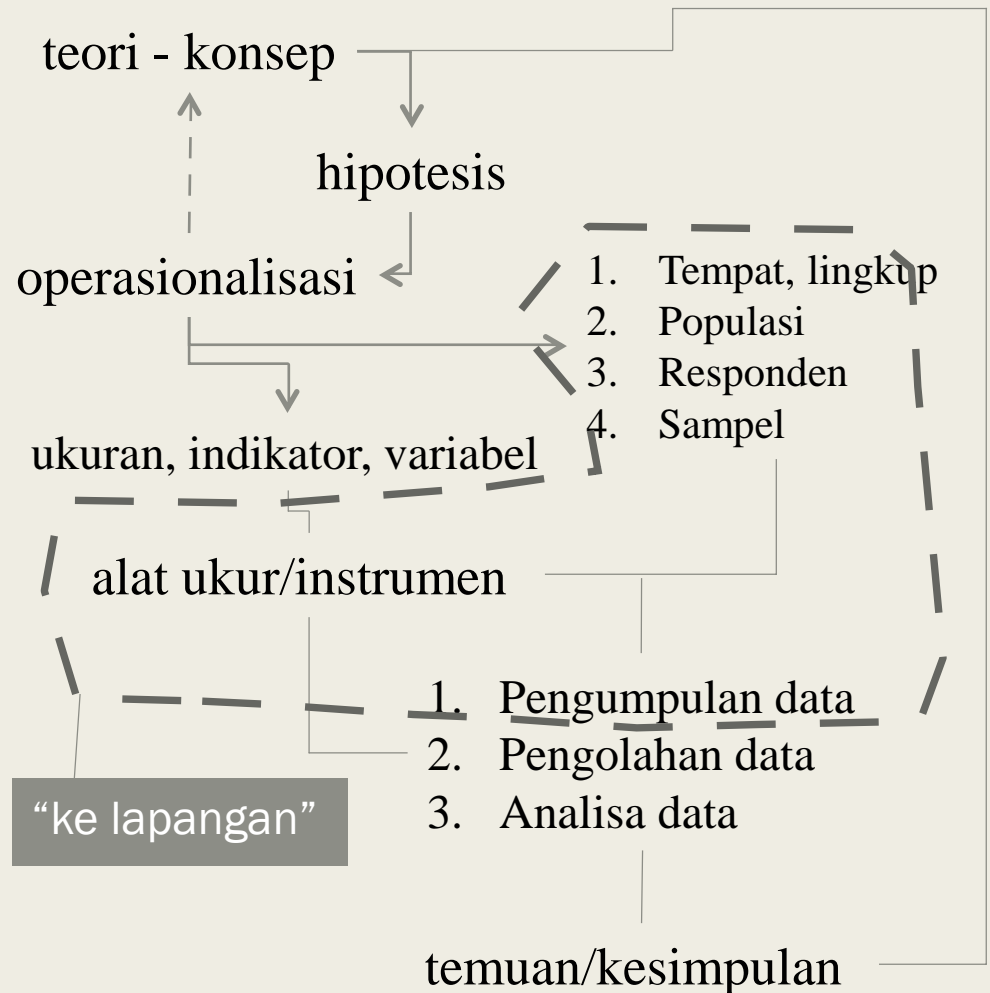 teori - konsep
hipotesis
operasionalisasi
1. Tempat, lingkup
2. Populasi
3. Responden
4. Sampel
ukuran, indikator, variabel
alat ukur/instrumen
1. Pengumpulan data
2. Pengolahan data
3. Analisa data
“ke lapangan”
temuan/kesimpulan